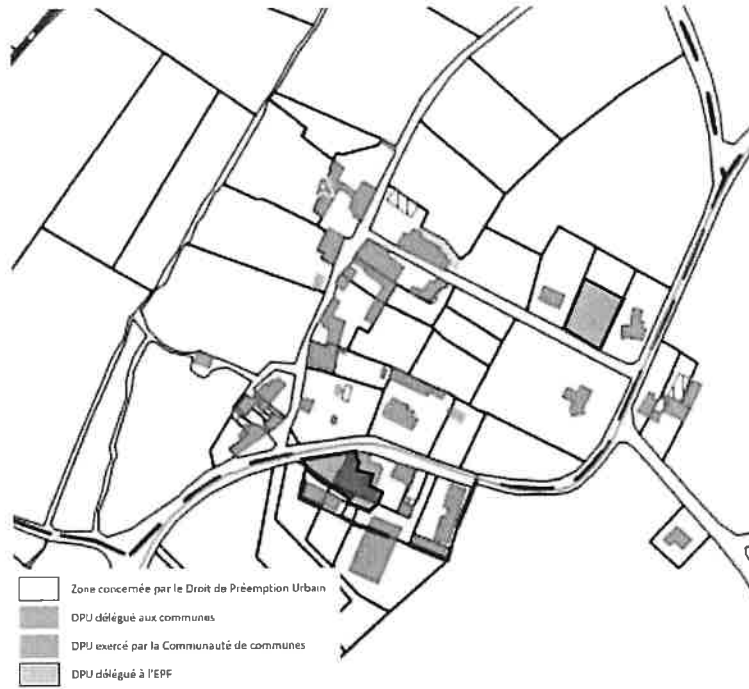 Zone concernée par le Droit de Préemption Urbain
DPU délégué aux communes
DPU exercé par la Communauté de communes
DPU délégué à l'EPF